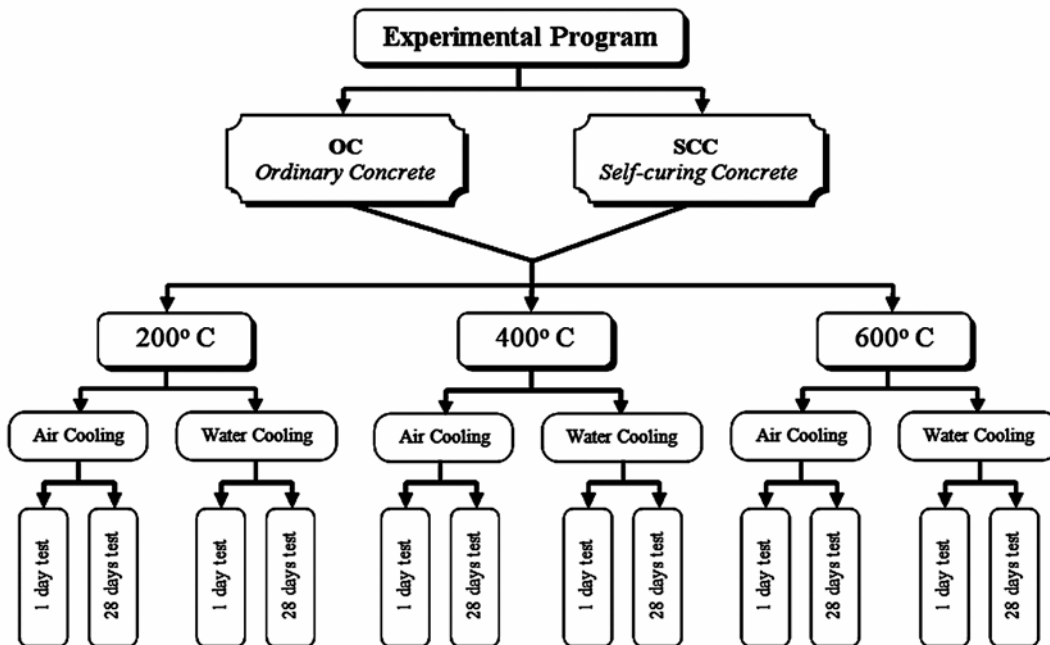 Experimental Program
OC
Ordinary Concrete
SCC
Self-curing Concrete
200º C
400º C
600º C
Air Cooling
Water Cooling
Air Cooling
Water Cooling
Air Cooling
Water Cooling
1 day test
28 days test
1 day test
28 days test
1 day test
28 days test
1 day test
28 days test
1 day test
28 days test
1 day test
28 days test